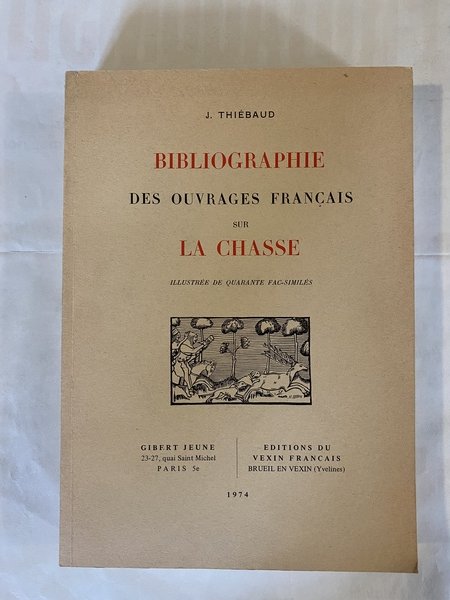 J. THIÉBAUD
BIBLIOGRAPHIE
DES OUVRAGES FRANÇAIS
SUR
LA CHASSE
ILLUSTRÉE DE QUARANTE FAC-SIMILÉS
GIBERT JEUNE
23-27, quai Saint Michel
PARIS 5e
EDITIONS DU
VEXIN FRANCAIS
BRUEIL EN VEXIN (Yvelines)
1974